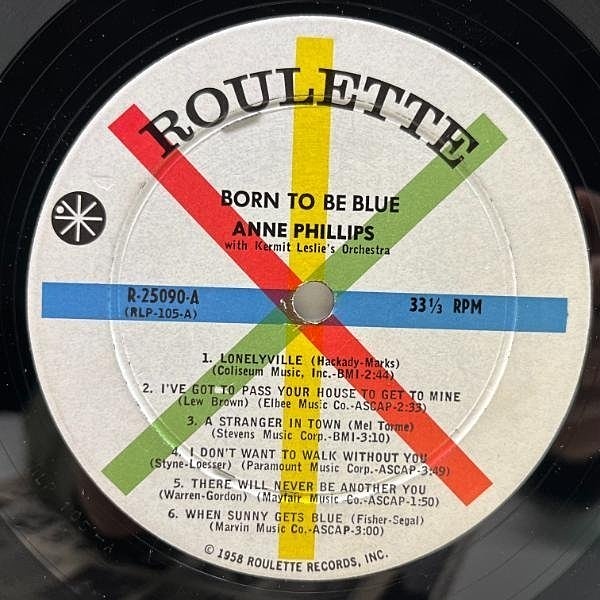 ROULETTE
BORN TO BE BLUE
ANNE PHILLIPS
with Kermit Leslie's Orchestra
R-25090-A
(RLP-105-A)
33⅓ RPM
1. LONELYVILLE (Hackady-Marks)
(Coliseum Music, Inc.-BMI-2:44)
2. I'VE GOT TO PASS YOUR HOUSE TO GET TO MINE
(Lew Brown) (Elbee Music Co.-ASCAP-2:33)
3. A STRANGER IN TOWN (Mel Torme)
(Stevens Music Corp.-BMI-3:10)
4. I DON'T WANT TO WALK WITHOUT YOU
(Styne-Loesser) (Paramount Music Corp.-ASCAP-3:49)
5. THERE WILL NEVER BE ANOTHER YOU
(Warren-Gordon) (Mayfair Music Corp-ASCAP-1:50)
6. WHEN SUNNY GETS BLUE (Fisher-Segal)
(Marvin Music Co-ASCAP-3:00)
© 1958 ROULETTE RECORDS, INC.